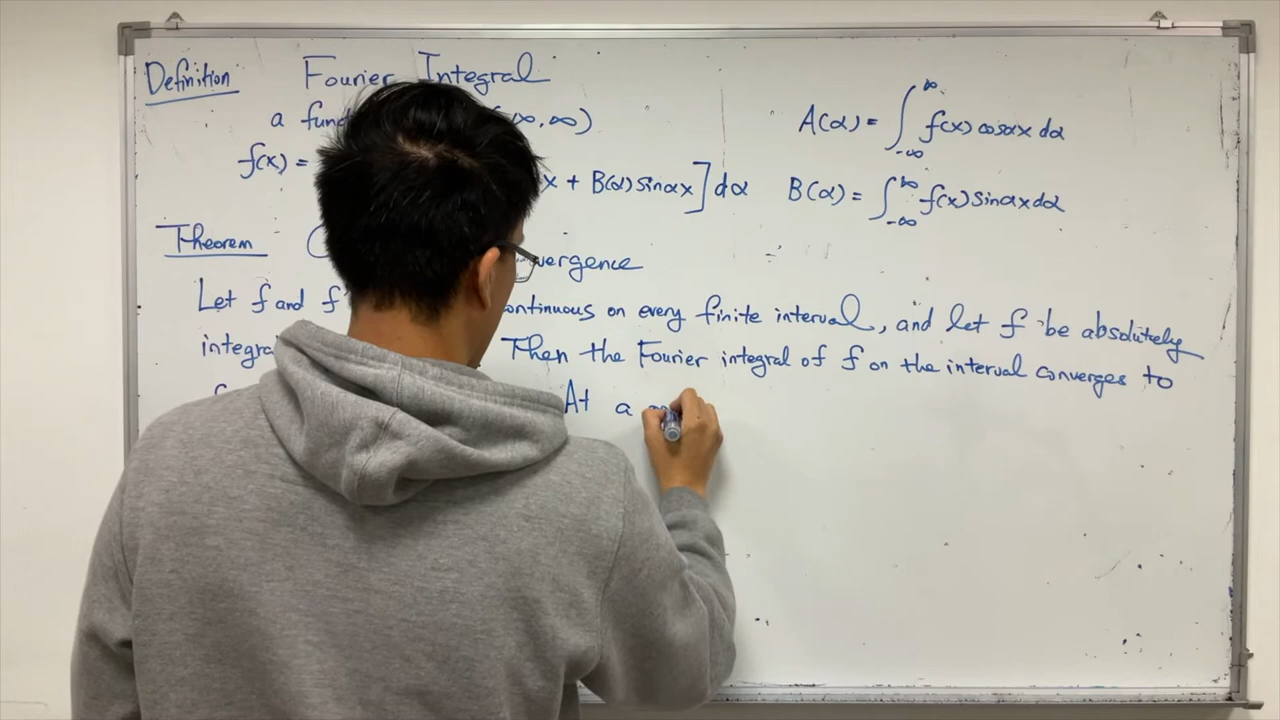 Definition Fourier Integral
a func (-∞, ∞)
f(x) = x + B(α) sinαx] dα
A(α) = ∫_{-∞}^{∞} f(x) cosαx dα
B(α) = ∫_{-∞}^{∞} f(x) sinαx dα
Theorem vergence
Let f and f ontinuous on every finite interval, and let f be absolutely
integra Then the Fourier integral of f on the interval converges to
At a